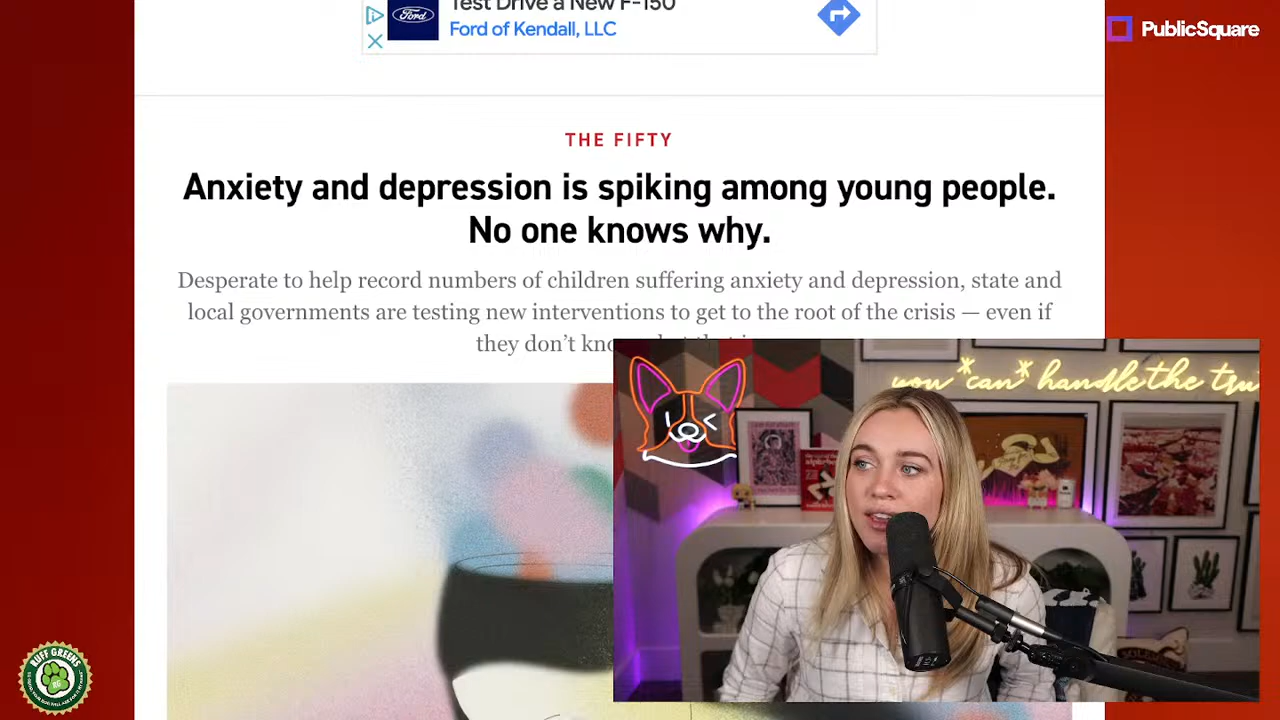 Test Drive a New F-150
Ford
Ford of Kendall, LLC
PublicSquare
THE FIFTY
Anxiety and depression is spiking among young people.
No one knows why.
Desperate to help record numbers of children suffering anxiety and depression, state and
local governments are testing new interventions to get to the root of the crisis — even if
they don't
you *can* handle the
RUFF GREENS